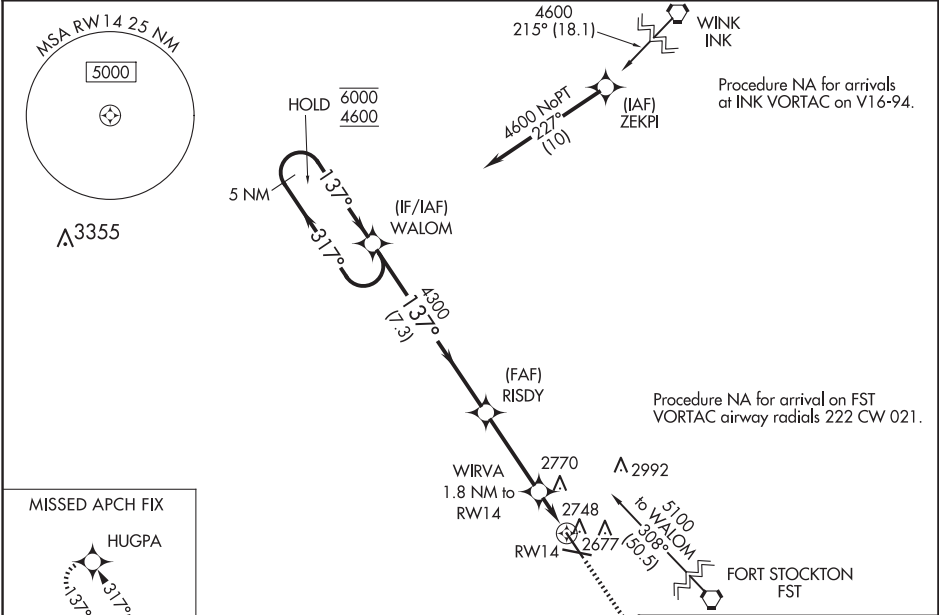 MSA RW14 25 NM
5000
3355
4600
215° (18.1)
WINK
INK
Procedure NA for arrivals
at INK VORTAC on V16-94.
(IAF)
ZEKPI
4600 NoPT
227°
(10)
HOLD
6000
4600
5 NM
137°
317°
(IF/IAF)
WALOM
4300
137°
(7.3)
(FAF)
RISDY
Procedure NA for arrival on FST
VORTAC airway radials 222 CW 021.
WIRVA
1.8 NM to
RW14
2770
2992
2748
2677
RW14
5100
to WALOM
308°
(50.5)
FORT STOCKTON
FST
MISSED APCH FIX
HUGPA
137°
317°